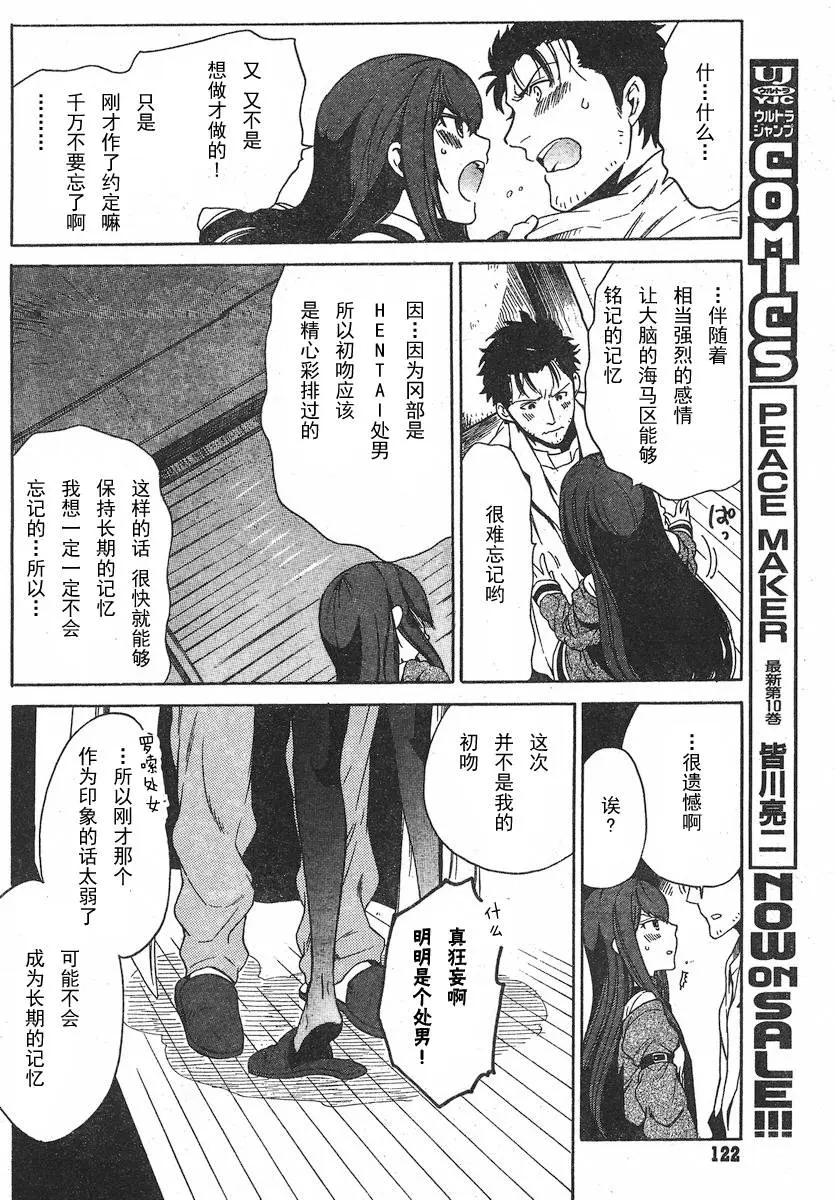 什…什么…
又 又不是
想做才做的！
只是
刚才作了约定嘛
千万不要忘了啊
………
…伴随着
相当强烈的感情
让大脑的海马区能够
铭记的记忆
很难忘记哟
ぱっ
因…因为冈部是
HENTAI处男
所以初吻应该
是精心彩排过的
这样的话 很快就能够
保持长期的记忆
我想一定一定不会
忘记的…所以…
…很遗憾啊
诶？
这次
并不是我的
初吻
什么
真狂妄啊
明明是个处男！
罗嗦处女
…所以刚才那个
作为印象的话太弱了
可能不会
成为长期的记忆
UJ
ウルトラ
YJC
ウルトラ
ジャンプ
COMICS
PEACE MAKER
最新第10巻
皆川亮二
NOW ON SALE!!!
122